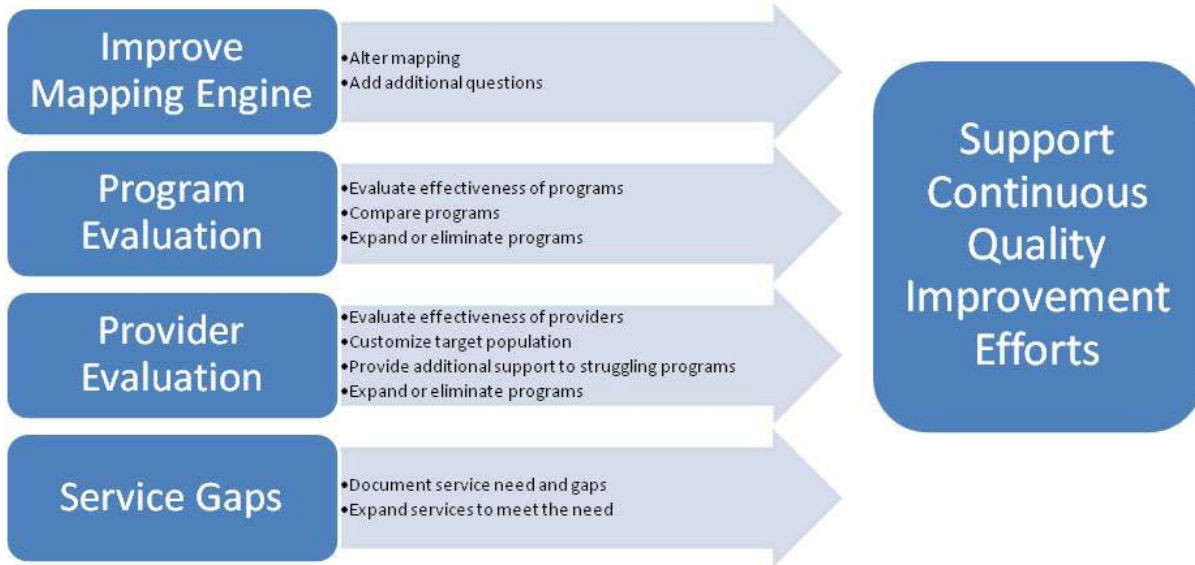 Improve
Mapping Engine
•Alter mapping
•Add additional questions
Program
Evaluation
•Evaluate effectiveness of programs
•Compare programs
•Expand or eliminate programs
Provider
Evaluation
•Evaluate effectiveness of providers
•Customize target population
•Provide additional support to struggling programs
•Expand or eliminate programs
Service Gaps
•Document service need and gaps
•Expand services to meet the need
Support
Continuous
Quality
Improvement
Efforts